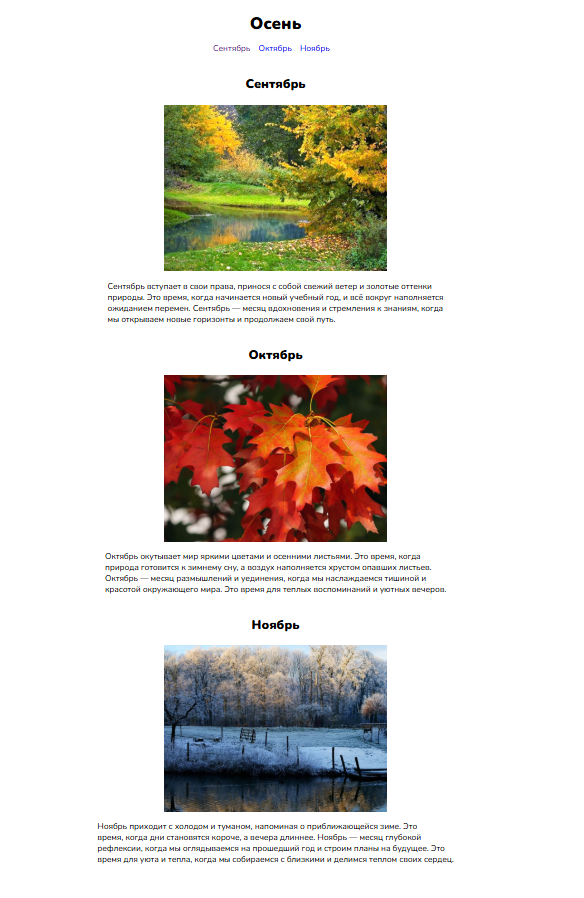 Осень
Сентябрь Октябрь Ноябрь
Сентябрь
Сентябрь вступает в свои права, принося с собой свежий ветер и золотые оттенки
природы. Это время, когда начинается новый учебный год, и всё вокруг наполняется
ожиданием перемен. Сентябрь — месяц вдохновения и стремления к знаниям, когда
мы открываем новые горизонты и продолжаем свой путь.
Октябрь
Октябрь окутывает мир яркими цветами и осенними листьями. Это время, когда
природа готовится к зимнему сну, а воздух наполняется хрустом опавших листьев.
Октябрь — месяц размышлений и уединения, когда мы наслаждаемся тишиной и
красотой окружающего мира. Это время для теплых воспоминаний и уютных вечеров.
Ноябрь
Ноябрь приходит с холодом и туманом, напоминая о приближающейся зиме. Это
время, когда дни становятся короче, а вечера длиннее. Ноябрь — месяц глубокой
рефлексии, когда мы оглядываемся на прошедший год и строим планы на будущее. Это
время для уюта и тепла, когда мы собираемся с близкими и делимся теплом своих сердец.